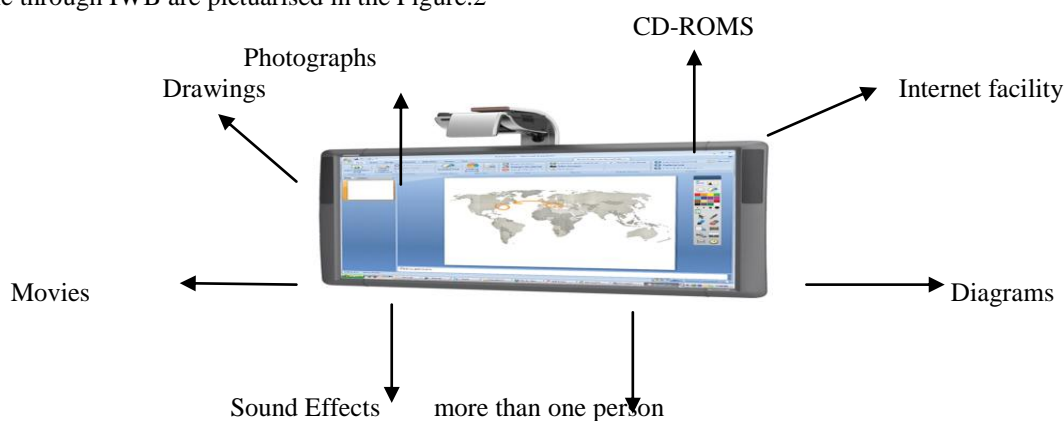 through IWB are pictuarised in the Figure.2
CD-ROMS
Photographs
Drawings
Internet facility
Movies
Diagrams
Sound Effects more than one person